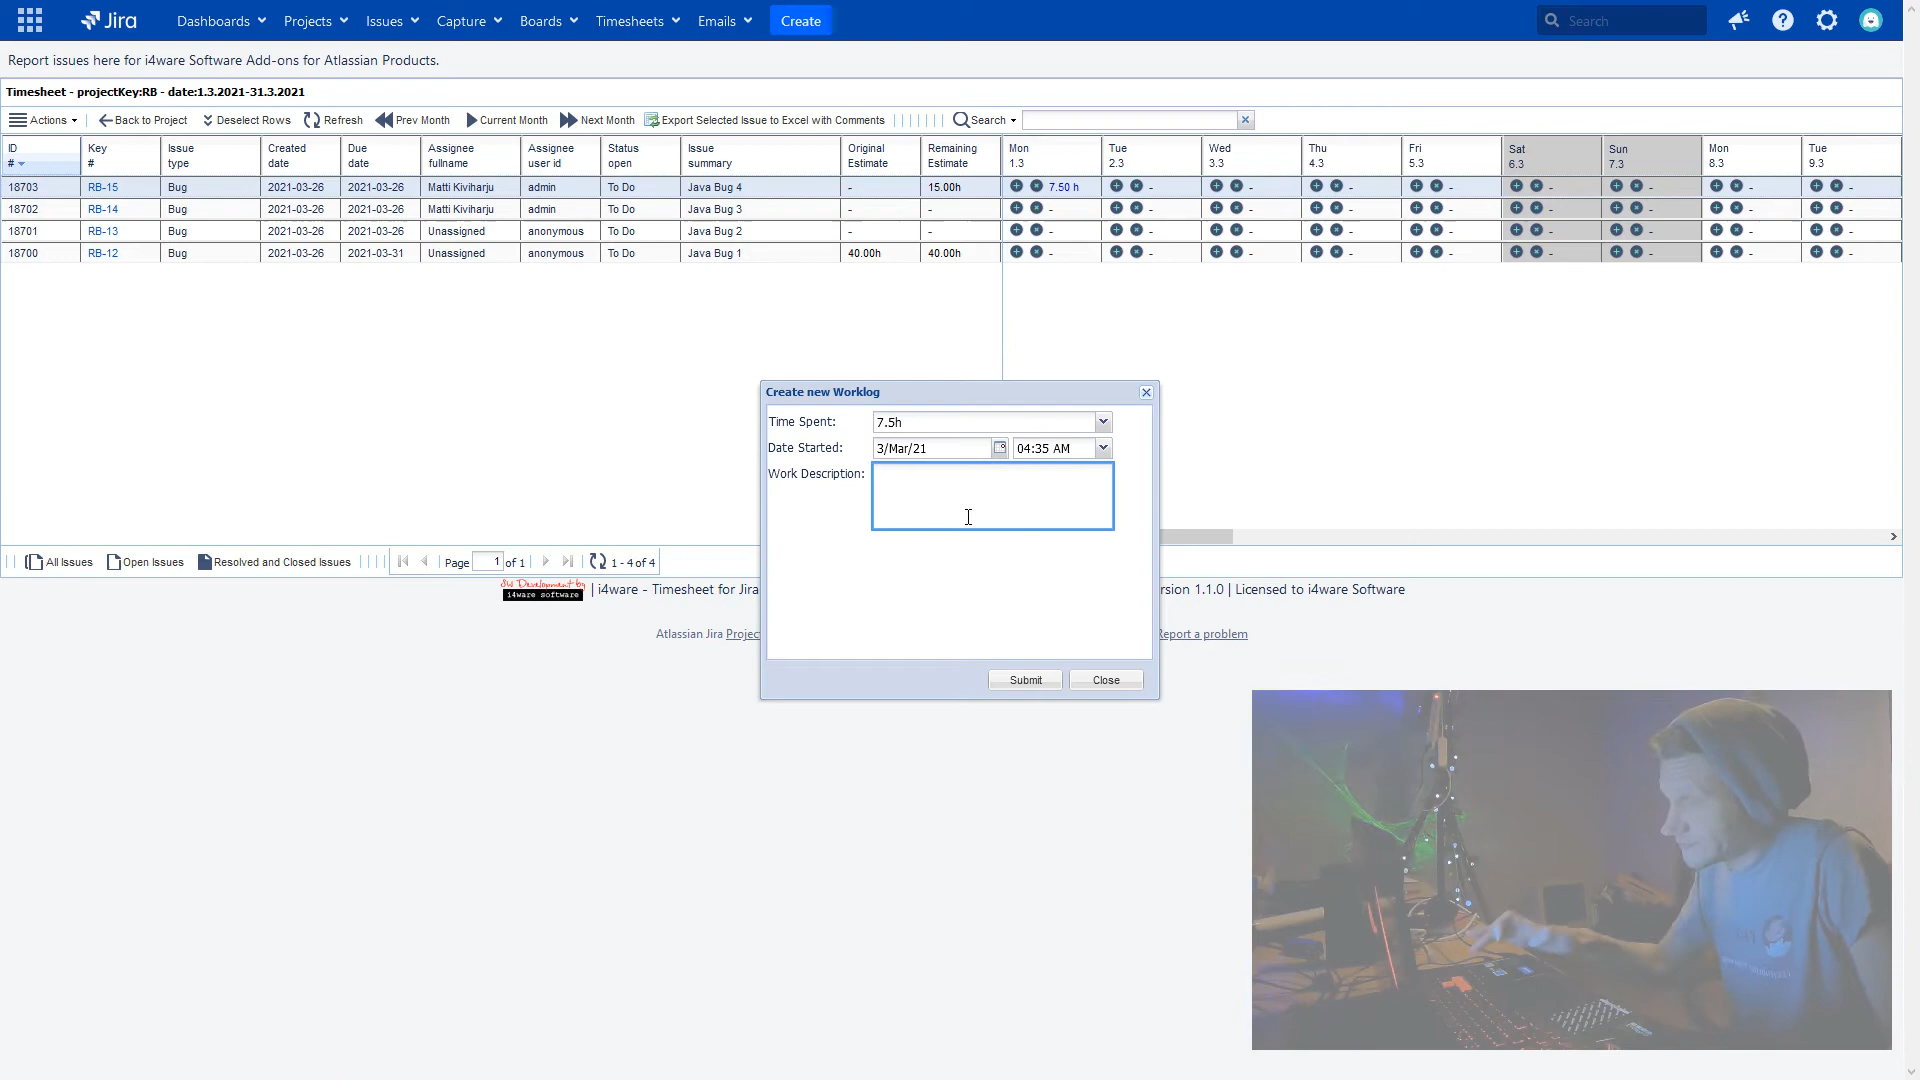 Jira Dashboards Projects Issues Capture Boards Timesheets Emails Create Search
Report issues here for i4ware Software Add-ons for Atlassian Products.
Timesheet - projectKey:RB - date:1.3.2021-31.3.2021
Actions Back to Project Deselect Rows Refresh Prev Month Current Month Next Month Export Selected Issue to Excel with Comments Search
ID Key Issue Created Due Assignee Assignee Status Issue Original Remaining Mon Tue Wed Thu Fri Sat Sun Mon Tue
# # type date date fullname user id open summary Estimate Estimate 1.3 2.3 3.3 4.3 5.3 6.3 7.3 8.3 9.3
18703 RB-15 Bug 2021-03-26 2021-03-26 Matti Kiviharju admin To Do Java Bug 4 - 15.00h 7.50 h - - - - - - - -
18702 RB-14 Bug 2021-03-26 2021-03-26 Matti Kiviharju admin To Do Java Bug 3 - - - - - - - - - - -
18701 RB-13 Bug 2021-03-26 2021-03-26 Unassigned anonymous To Do Java Bug 2 - - - - - - - - - - -
18700 RB-12 Bug 2021-03-26 2021-03-31 Unassigned anonymous To Do Java Bug 1 40.00h 40.00h - - - - - - - - -
Create new Worklog
Time Spent: 7.5h
Date Started: 3/Mar/21 04:35 AM
Work Description:
Submit Close
All Issues Open Issues Resolved and Closed Issues Page 1 of 1 1 - 4 of 4
SW Development by
i4ware software
| i4ware - Timesheet for Jira
rsion 1.1.0 | Licensed to i4ware Software
Atlassian Jira Projec
Report a problem